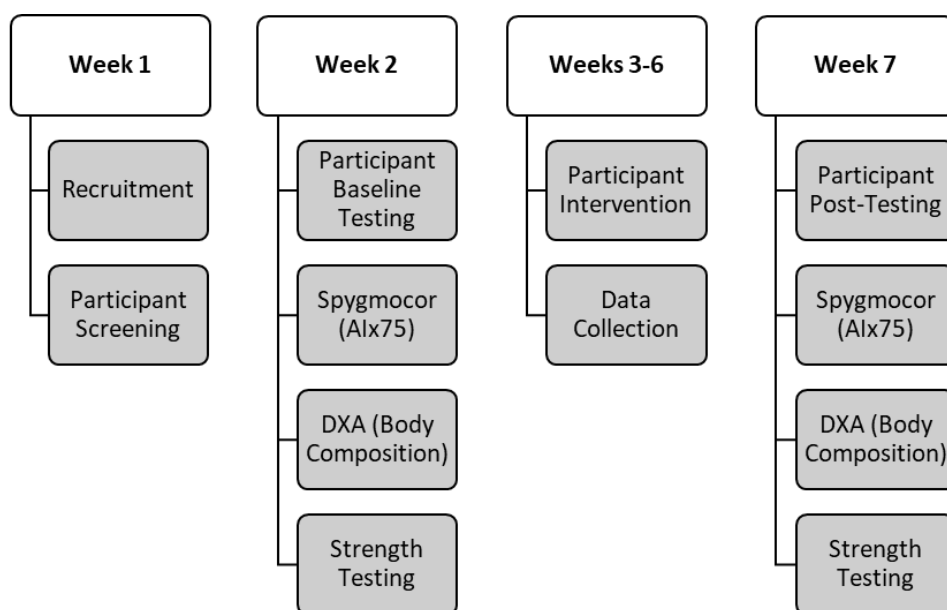 Week 1
Recruitment
Participant
Screening
Week 2
Participant
Baseline
Testing
Spygmocor
(AIx75)
DXA (Body
Composition)
Strength
Testing
Weeks 3-6
Participant
Intervention
Data
Collection
Week 7
Participant
Post-Testing
Spygmocor
(AIx75)
DXA (Body
Composition)
Strength
Testing